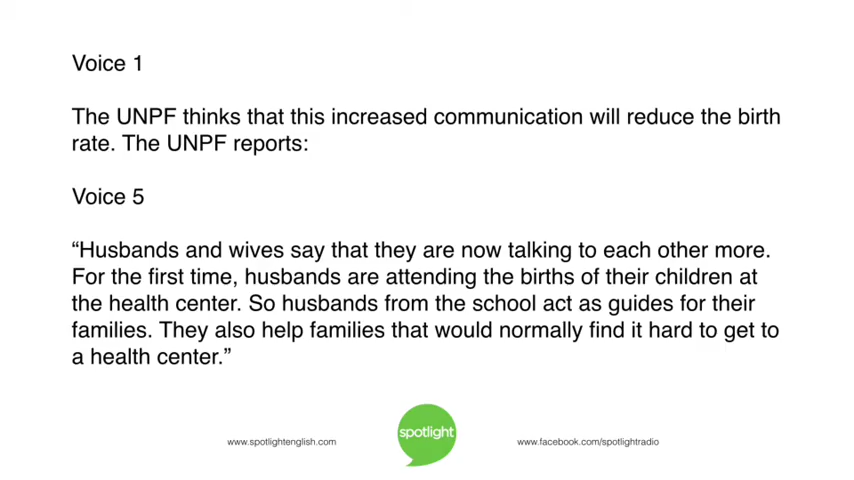 Voice 1
The UNPF thinks that this increased communication will reduce the birth
rate. The UNPF reports:
Voice 5
“Husbands and wives say that they are now talking to each other more.
For the first time, husbands are attending the births of their children at
the health center. So husbands from the school act as guides for their
families. They also help families that would normally find it hard to get to
a health center.”
www.spotlightenglish.com
spotlight
www.facebook.com/spotlightradio